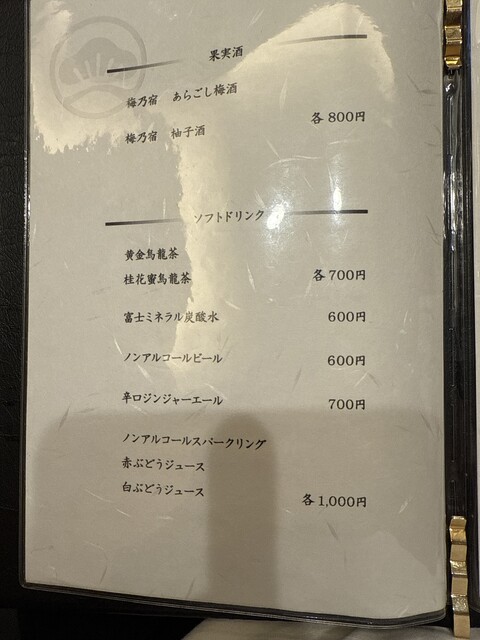 果実酒
梅乃宿 あらごし梅酒
各800円
梅乃宿 柚子酒
ソフトドリンク
黄金烏龍茶
桂花蜜烏龍茶 各700円
富士ミネラル炭酸水 600円
ノンアルコールビール 600円
辛口ジンジャーエール 700円
ノンアルコールスパークリング
赤ぶどうジュース
白ぶどうジュース 各1,000円